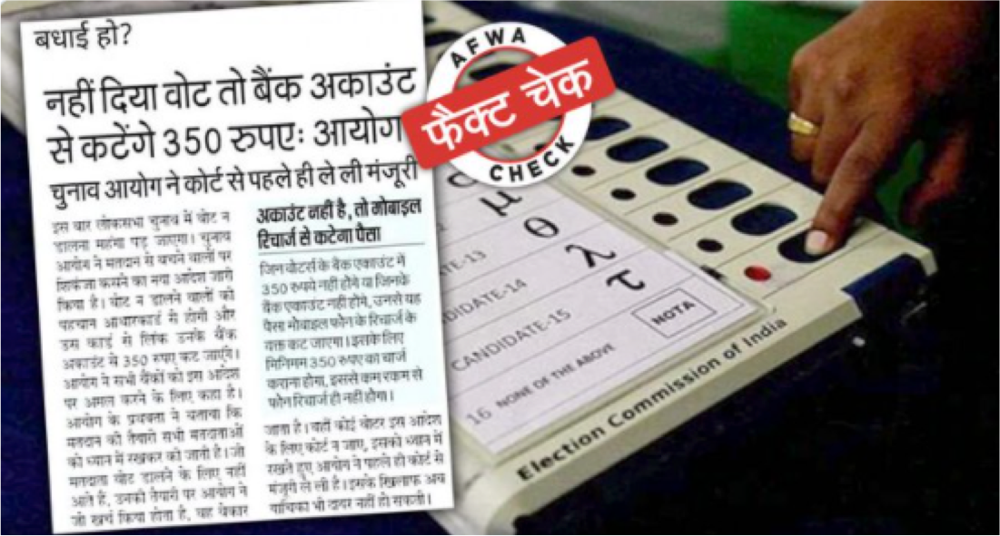 बधाई हो?
नहीं दिया वोट तो बैंक अकाउंट
से कटेंगे 350 रुपए: आयोग
चुनाव आयोग ने कोर्ट से पहले ही ले ली मंजूरी
इस बार लोकसभा चुनाव में वोट न
डालना महंगा पड़ जाएगा। चुनाव
आयोग ने मतदान से बचने वालों पर
शिकंजा कसने का नया आदेश जारी
किया है। वोट न डालने वालों की
पहचान आधारकार्ड से होगी और
उस कार्ड से लिंक उनके बैंक
अकाउंट से 350 रुपए कट जाएंगे।
आयोग ने सभी बैंकों को इस आदेश
पर अमल करने के लिए कहा है।
आयोग के प्रवक्ता ने बताया कि
मतदान की तैयारी सभी मतदाताओं
को ध्यान में रखकर की जाती है। जो
मतदाता वोट डालने के लिए नहीं
आते हैं, उनकी तैयारी पर आयोग ने
जो खर्च किया होता है, वह बेकार
अकाउंट नहीं है, तो मोबाइल
रिचार्ज से कटेगा पैसा
जिन वोटर्स के बैंक एकाउंट में
350 रुपये नहीं होंगे या जिनके
बैंक एकाउंट नहीं होंगे, उनसे यह
पैसा मोबाइल फोन के रिचार्ज के
वक्त कट जाएगा। इसके लिए
मिनिमम 350 रुपए का चार्ज
कराना होगा, इससे कम रकम से
फोन रिचार्ज ही नहीं होगा।
जाता है। वहीं कोई वोटर इस आदेश
के लिए कोर्ट न जाए, इसको ध्यान में
रखते हुए आयोग ने पहले ही कोर्ट से
मंजूरी ले ली है। इसके खिलाफ अब
याचिका भी दायर नहीं हो सकती।
AFWA
फैक्ट चेक
CHECK
μ
θ
λ
τ
TE-13
DIDATE-14
CANDIDATE-15
16 NONE OF THE ABOVE
NOTA
Election Commission of India